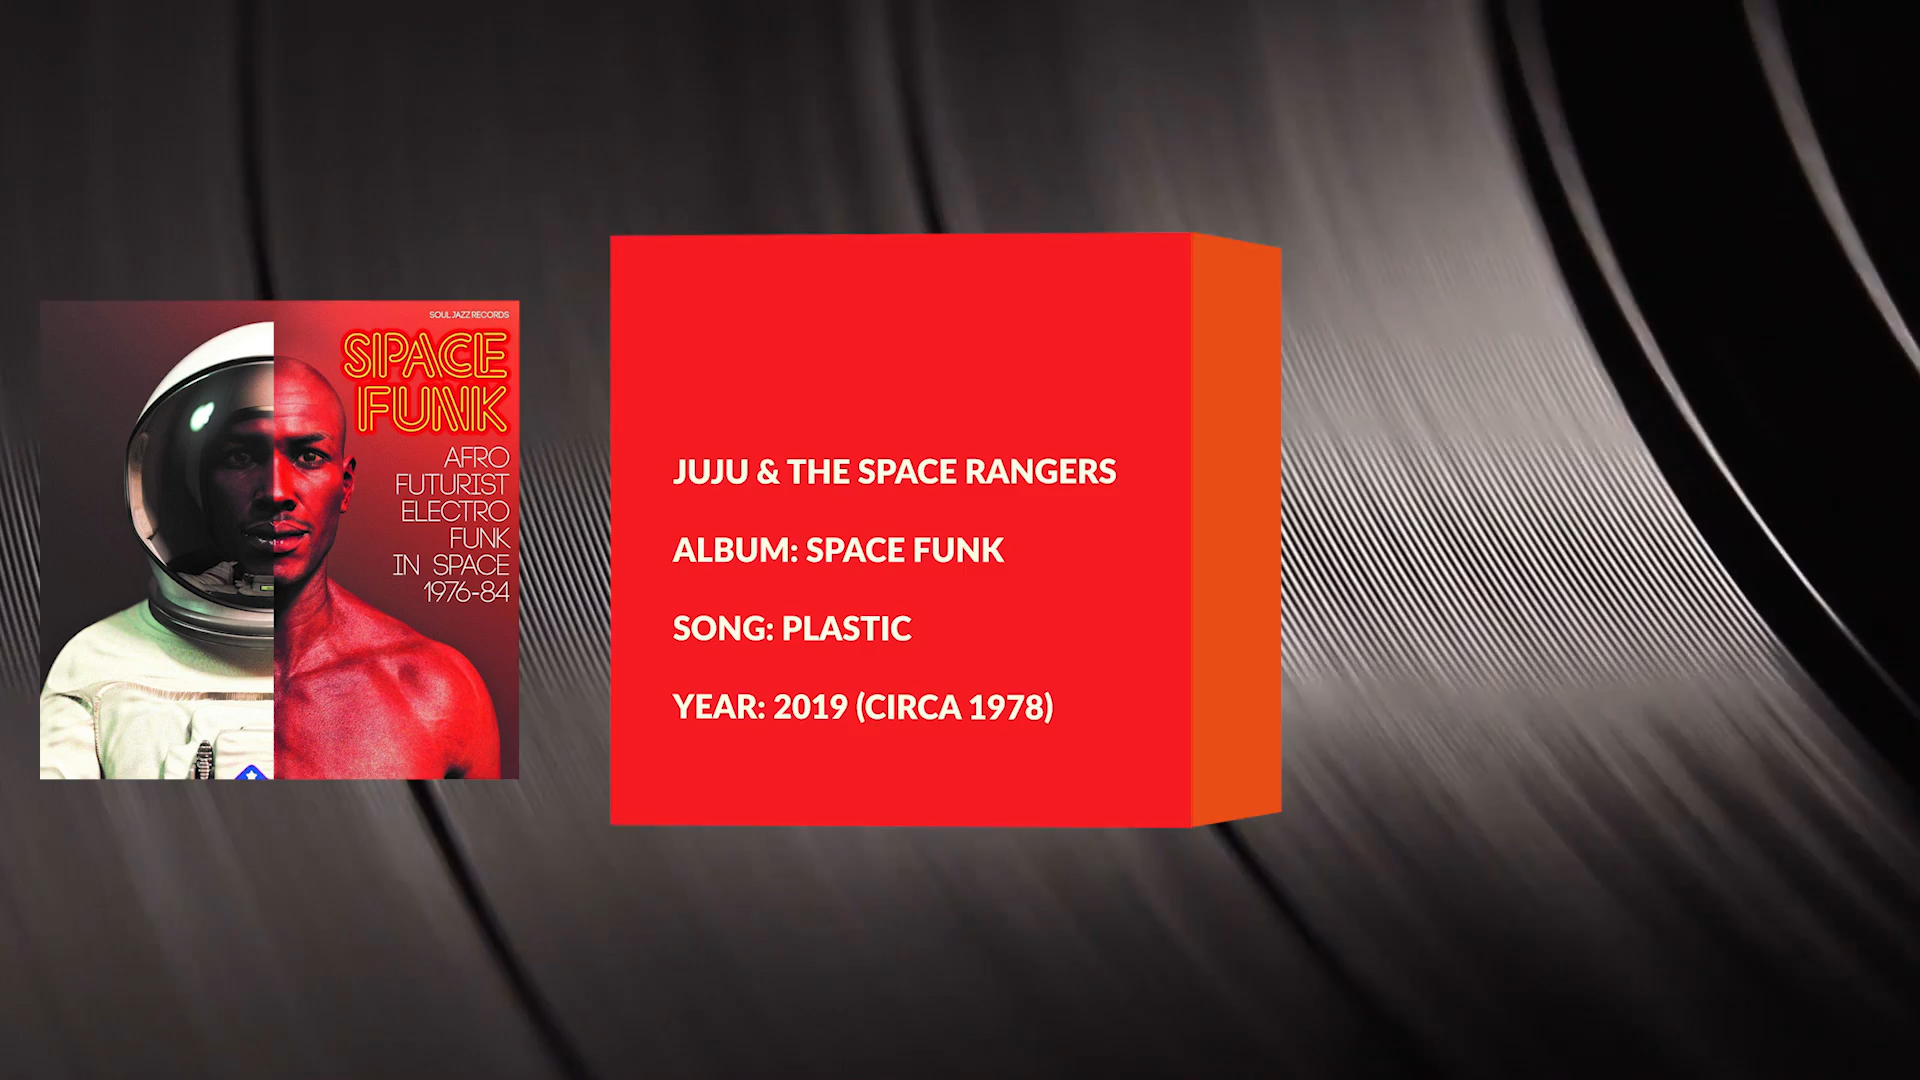 SOUL JAZZ RECORDS
SPACE
FUNK
AFRO
FUTURIST
ELECTRO
FUNK
IN SPACE
1976-84
JUJU & THE SPACE RANGERS
ALBUM: SPACE FUNK
SONG: PLASTIC
YEAR: 2019 (CIRCA 1978)